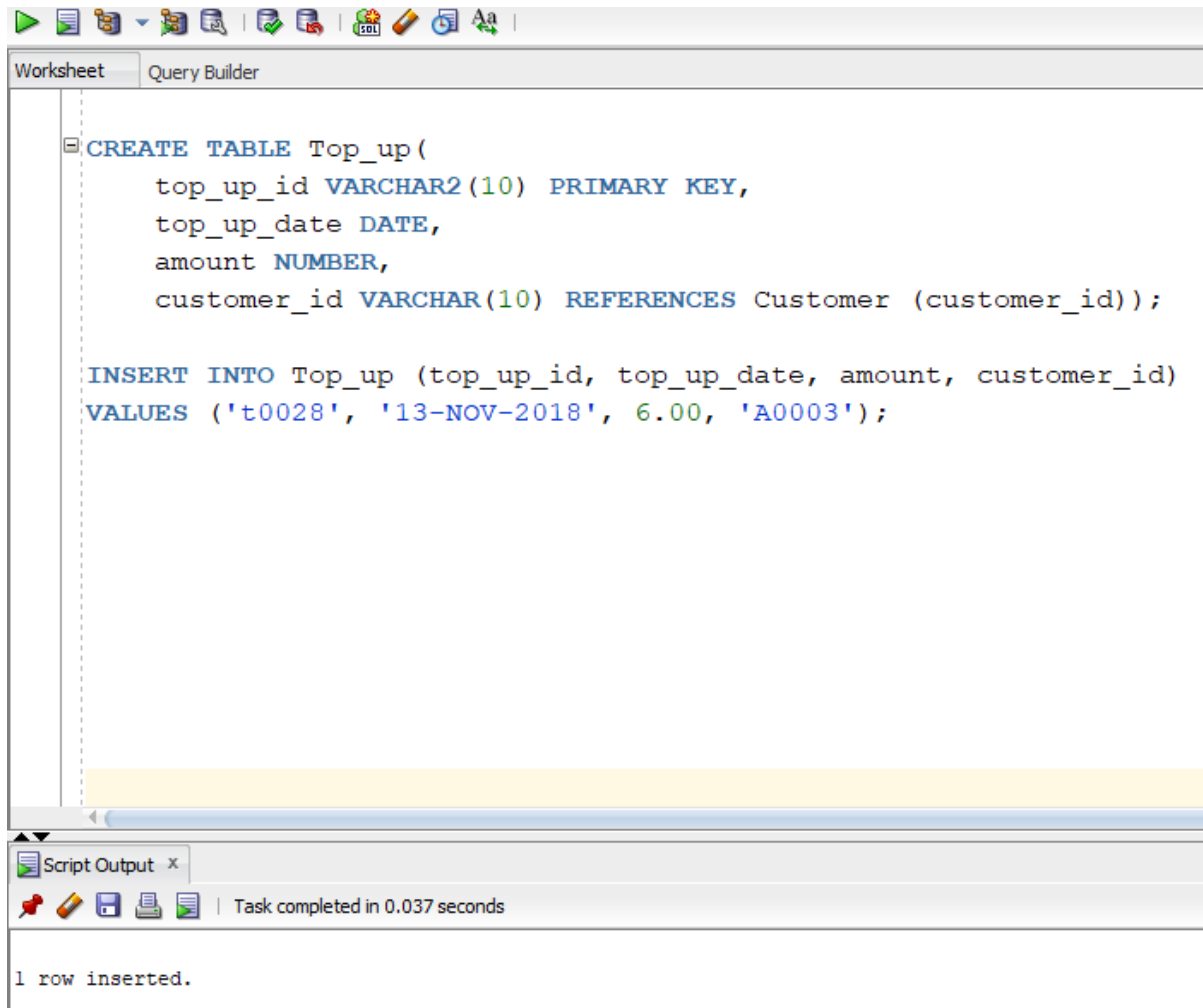 SQL
Aa
Worksheet Query Builder
CREATE TABLE Top_up(
top_up_id VARCHAR2(10) PRIMARY KEY,
top_up_date DATE,
amount NUMBER,
customer_id VARCHAR(10) REFERENCES Customer (customer_id));
INSERT INTO Top_up (top_up_id, top_up_date, amount, customer_id)
VALUES ('t0028', '13-NOV-2018', 6.00, 'A0003');
Script Output x
Task completed in 0.037 seconds
1 row inserted.